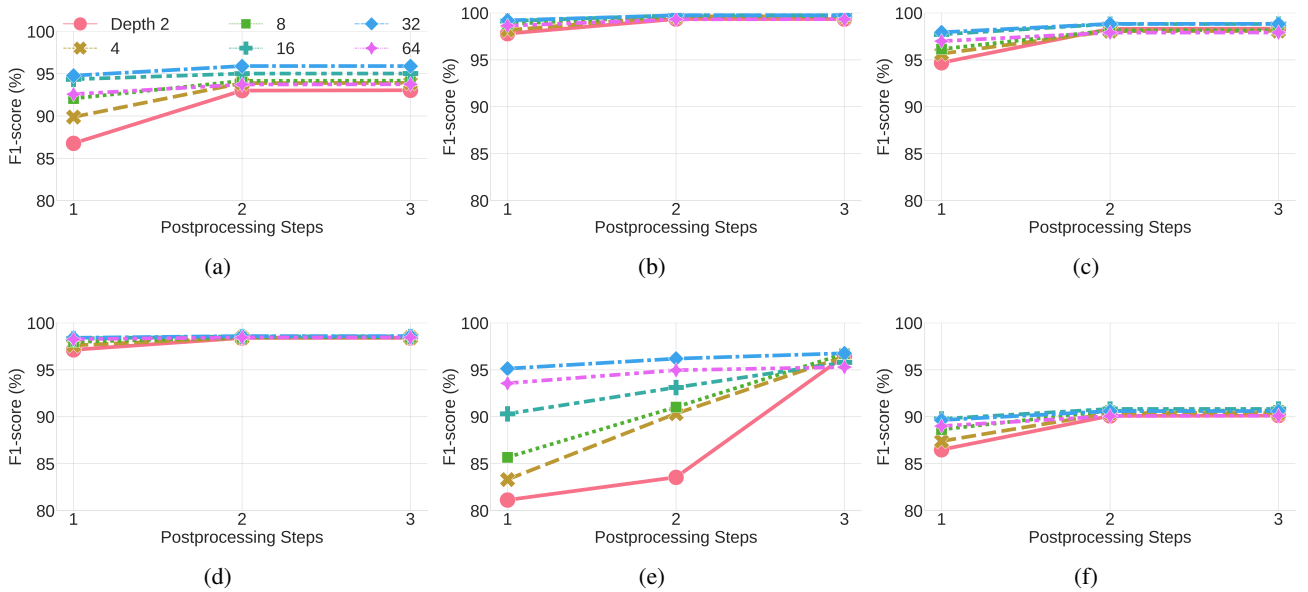 Depth 2 8 32
4 16 64
100
95
90
85
80
F1-score (%)
1 2 3
Postprocessing Steps
(a)
100
95
90
85
80
F1-score (%)
1 2 3
Postprocessing Steps
(b)
100
95
90
85
80
F1-score (%)
1 2 3
Postprocessing Steps
(c)
100
95
90
85
80
F1-score (%)
1 2 3
Postprocessing Steps
(d)
100
95
90
85
80
F1-score (%)
1 2 3
Postprocessing Steps
(e)
100
95
90
85
80
F1-score (%)
1 2 3
Postprocessing Steps
(f)